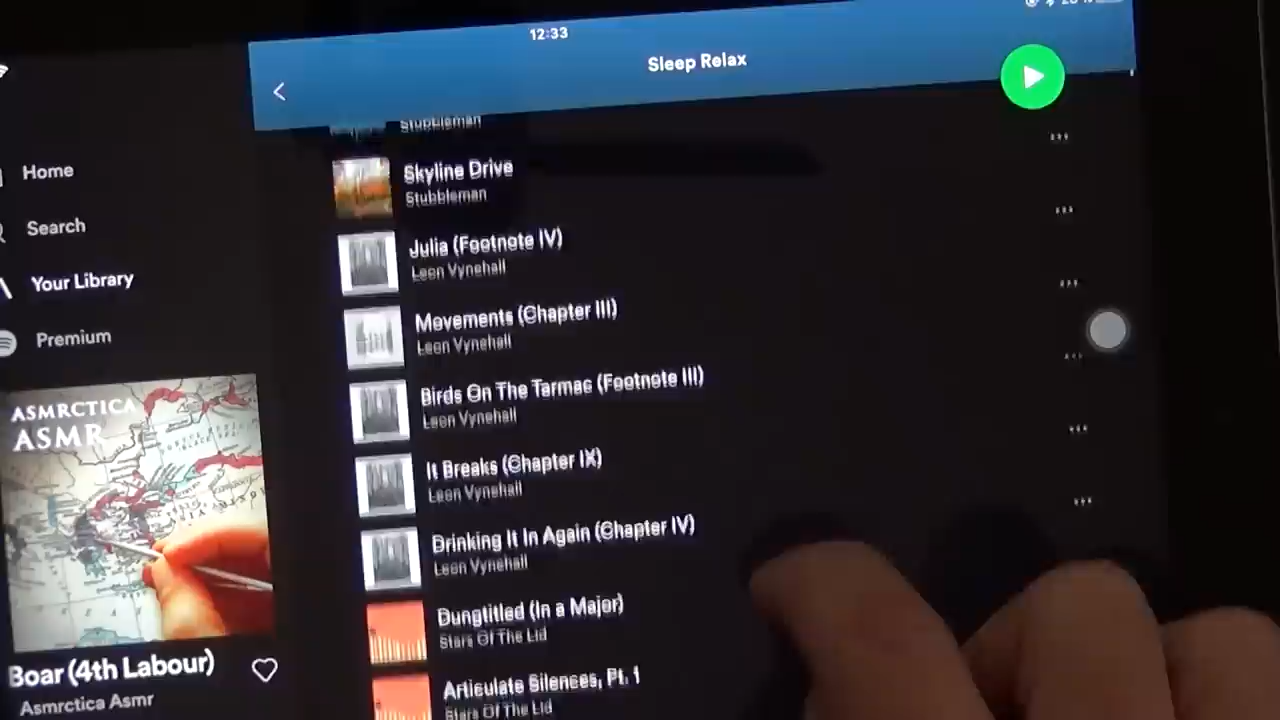 12:33
Sleep Relax
Home
Search
Your Library
Premium
ASMRCTICA
ASMR
Boar (4th Labour)
Asmrctica Asmr
Stubbleman
Skyline Drive
Stubbleman
Julia (Footnote IV)
Leon Vynehall
Movements (Chapter III)
Leon Vynehall
Birds On The Tarmac (Footnote III)
Leon Vynehall
It Breaks (Chapter IX)
Leon Vynehall
Drinking It In Again (Chapter IV)
Leon Vynehall
Dungtitled (In a Major)
Stars Of The Lid
Articulate Silences, Pt. 1
Stars Of The Lid